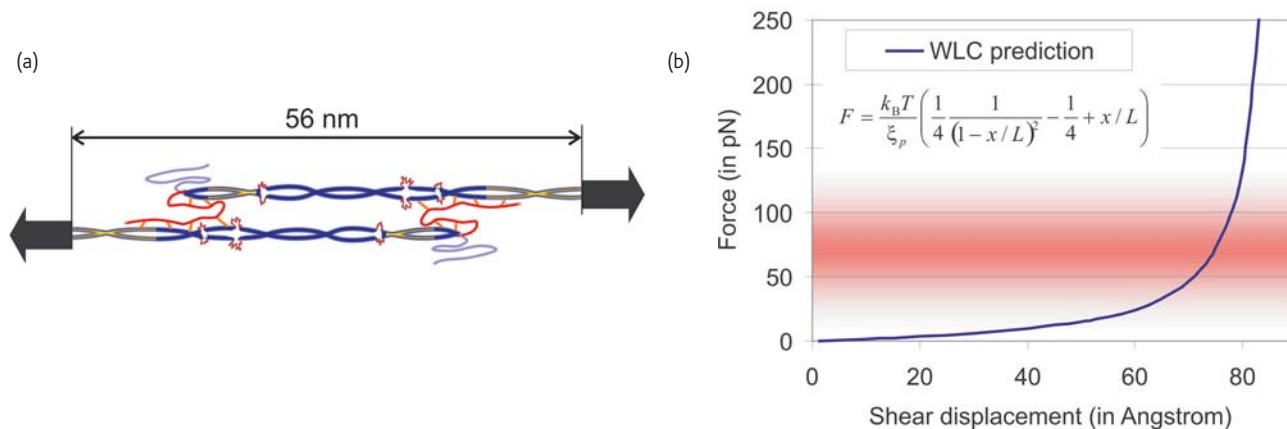 (a)
56 nm
(b)
250
200
150
100
50
0
Force (in pN)
WLC prediction
F = k_B T / ξ_p ( 1/4 1/(1 − x/L)² − 1/4 + x/L )
0 20 40 60 80
Shear displacement (in Angstrom)